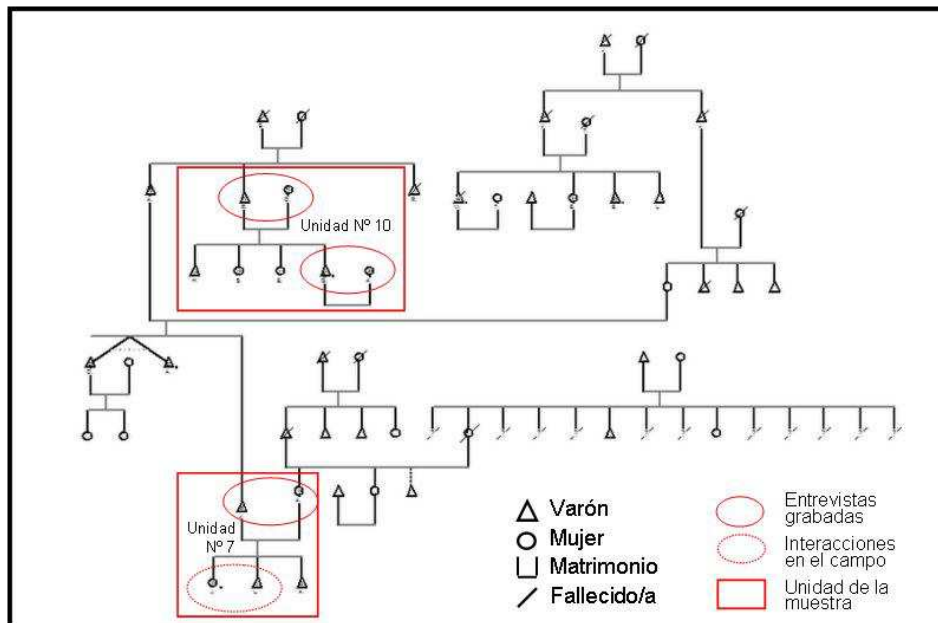 Unidad Nº 10
Unidad
Nº 7
Varón
Mujer
Matrimonio
Fallecido/a
Entrevistas
grabadas
Interacciones
en el campo
Unidad de la
muestra